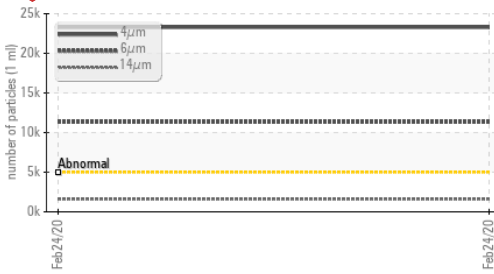 25k
20k
15k
10k
5k
0k
number of particles (1 ml)
4µm
6µm
14µm
Abnormal
Feb24/20
Feb24/20